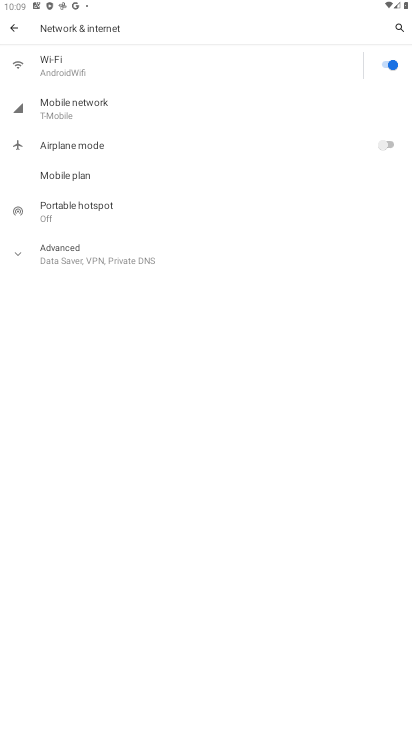 10:09
Network & internet
Wi-Fi
AndroidWifi
Mobile network
T-Mobile
Airplane mode
Mobile plan
Portable hotspot
Off
Advanced
Data Saver, VPN, Private DNS